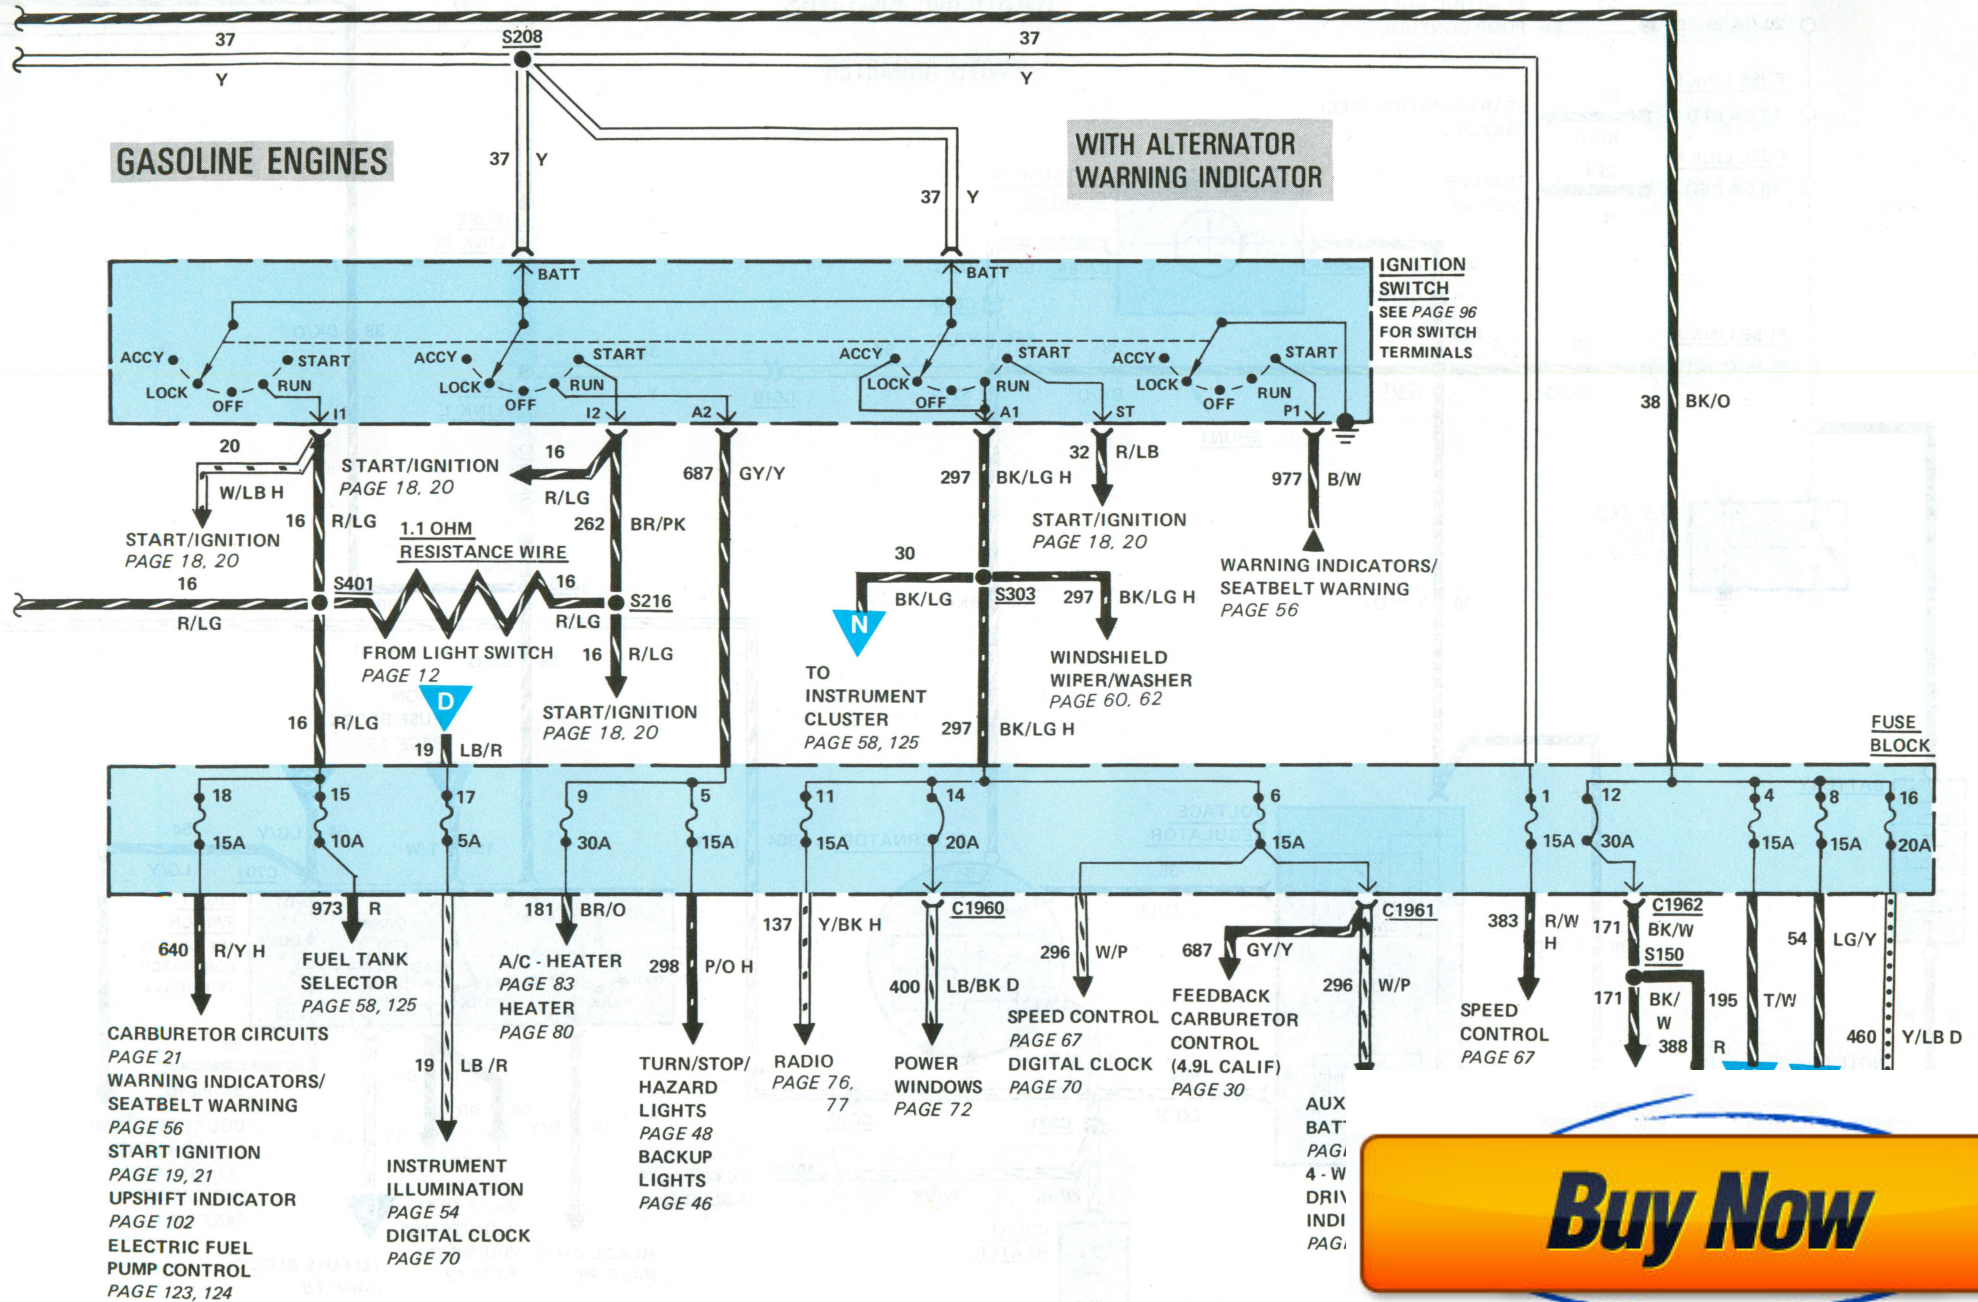 37
S208
37
Y
Y
GASOLINE ENGINES
37 Y
WITH ALTERNATOR
WARNING INDICATOR
37 Y
BATT
BATT
IGNITION
SWITCH
SEE PAGE 96
FOR SWITCH
TERMINALS
ACCY
LOCK
OFF
RUN
START
I1
ACCY
LOCK
OFF
RUN
START
I2
A2
ACCY
LOCK
OFF
RUN
START
A1
ST
ACCY
LOCK
OFF
RUN
START
P1
38 BK/O
20
W/LB H
START/IGNITION
PAGE 18, 20
16 R/LG
START/IGNITION
PAGE 18, 20
16
R/LG
262 BR/PK
687 GY/Y
297 BK/LG H
32 R/LB
START/IGNITION
PAGE 18, 20
977 B/W
WARNING INDICATORS/
SEATBELT WARNING
PAGE 56
1.1 OHM
RESISTANCE WIRE
16
R/LG
S401
16
R/LG
S216
16 R/LG
START/IGNITION
PAGE 18, 20
30
BK/LG
S303
297 BK/LG H
N
TO
INSTRUMENT
CLUSTER
PAGE 58, 125
WINDSHIELD
WIPER/WASHER
PAGE 60, 62
297 BK/LG H
FROM LIGHT SWITCH
PAGE 12
D
16 R/LG
19 LB/R
FUSE
BLOCK
18
15A
15
10A
17
5A
9
30A
5
15A
11
15A
14
20A
6
15A
1
15A
12
30A
4
15A
8
15A
16
20A
640 R/Y H
CARBURETOR CIRCUITS
PAGE 21
WARNING INDICATORS/
SEATBELT WARNING
PAGE 56
START IGNITION
PAGE 19, 21
UPSHIFT INDICATOR
PAGE 102
ELECTRIC FUEL
PUMP CONTROL
PAGE 123, 124
973 R
FUEL TANK
SELECTOR
PAGE 58, 125
19 LB/R
INSTRUMENT
ILLUMINATION
PAGE 54
DIGITAL CLOCK
PAGE 70
181 BR/O
A/C - HEATER
PAGE 83
HEATER
PAGE 80
298 P/O H
TURN/STOP/
HAZARD
LIGHTS
PAGE 48
BACKUP
LIGHTS
PAGE 46
137 Y/BK H
RADIO
PAGE 76,
77
C1960
400 LB/BK D
POWER
WINDOWS
PAGE 72
296 W/P
SPEED CONTROL
PAGE 67
DIGITAL CLOCK
PAGE 70
C1961
687 GY/Y
FEEDBACK
CARBURETOR
CONTROL
(4.9L CALIF)
PAGE 30
296 W/P
AUX
BAT
PAG
4 - W
DRIV
INDI
PAG
383 R/W
H
SPEED
CONTROL
PAGE 67
C1962
171 BK/W
S150
171 BK/
W
388 R
195 T/W
54 LG/Y
460 Y/LB D
Buy Now